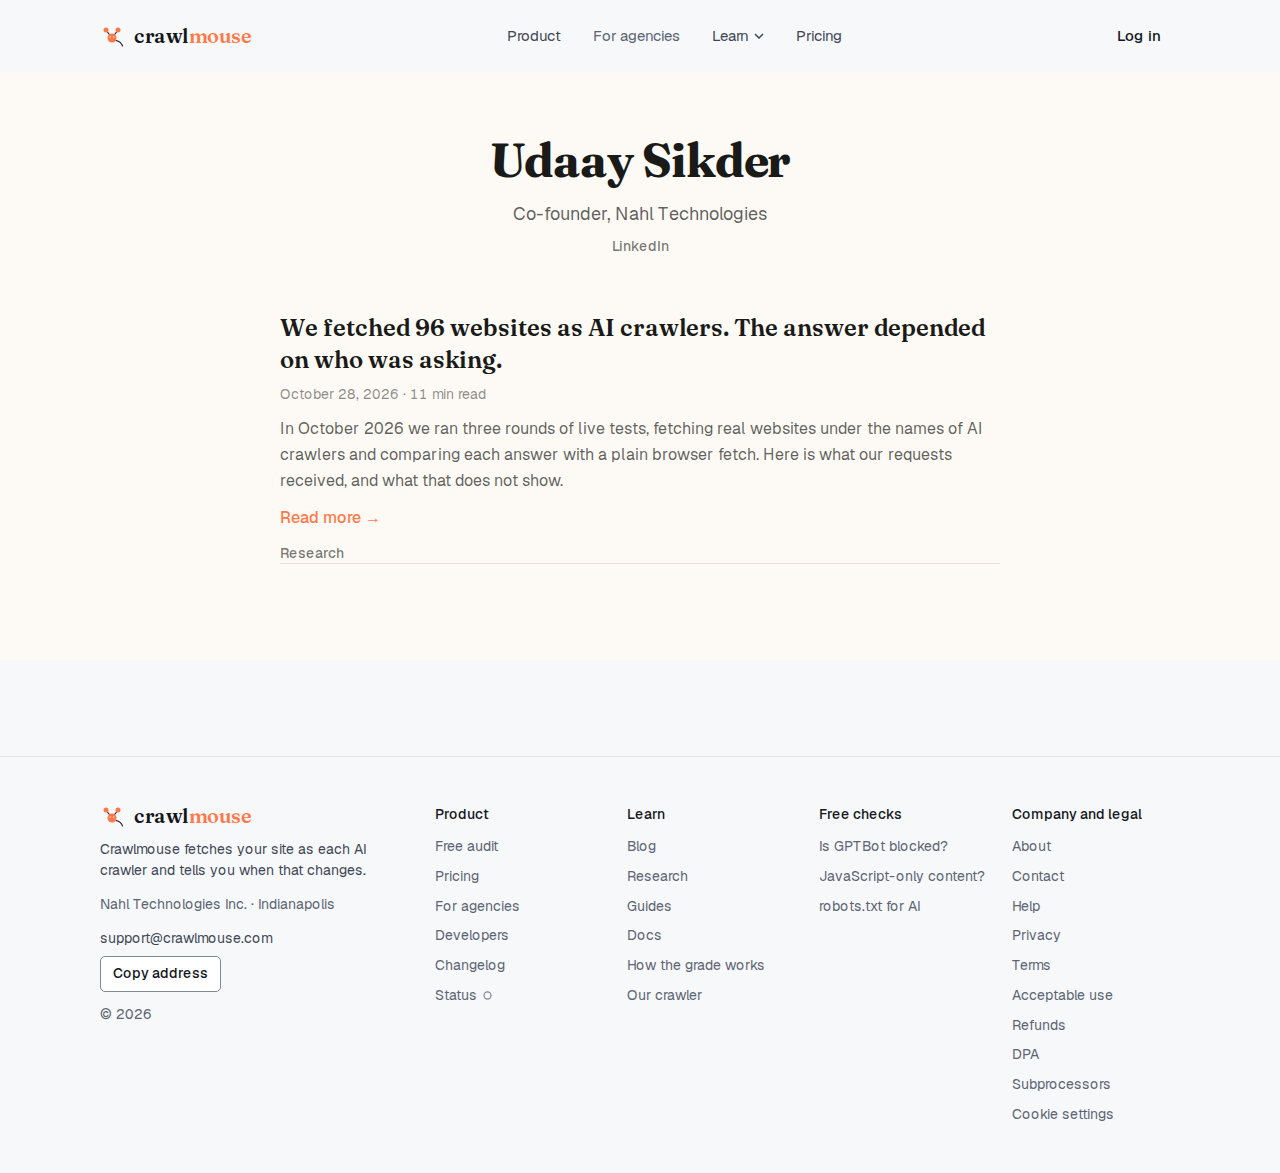 crawlmouse
Product
For agencies
Learn
Pricing
Log in
Udaay Sikder
Co-founder, Nahl Technologies
LinkedIn
We fetched 96 websites as AI crawlers. The answer depended
on who was asking.
October 28, 2026 · 11 min read
In October 2026 we ran three rounds of live tests, fetching real websites under the names of AI
crawlers and comparing each answer with a plain browser fetch. Here is what our requests
received, and what that does not show.
Read more →
Research
crawlmouse
Crawlmouse fetches your site as each AI
crawler and tells you when that changes.
Nahl Technologies Inc. · Indianapolis
support@crawlmouse.com
Copy address
© 2026
Product
Free audit
Pricing
For agencies
Developers
Changelog
Status
Learn
Blog
Research
Guides
Docs
How the grade works
Our crawler
Free checks
Is GPTBot blocked?
JavaScript-only content?
robots.txt for AI
Company and legal
About
Contact
Help
Privacy
Terms
Acceptable use
Refunds
DPA
Subprocessors
Cookie settings